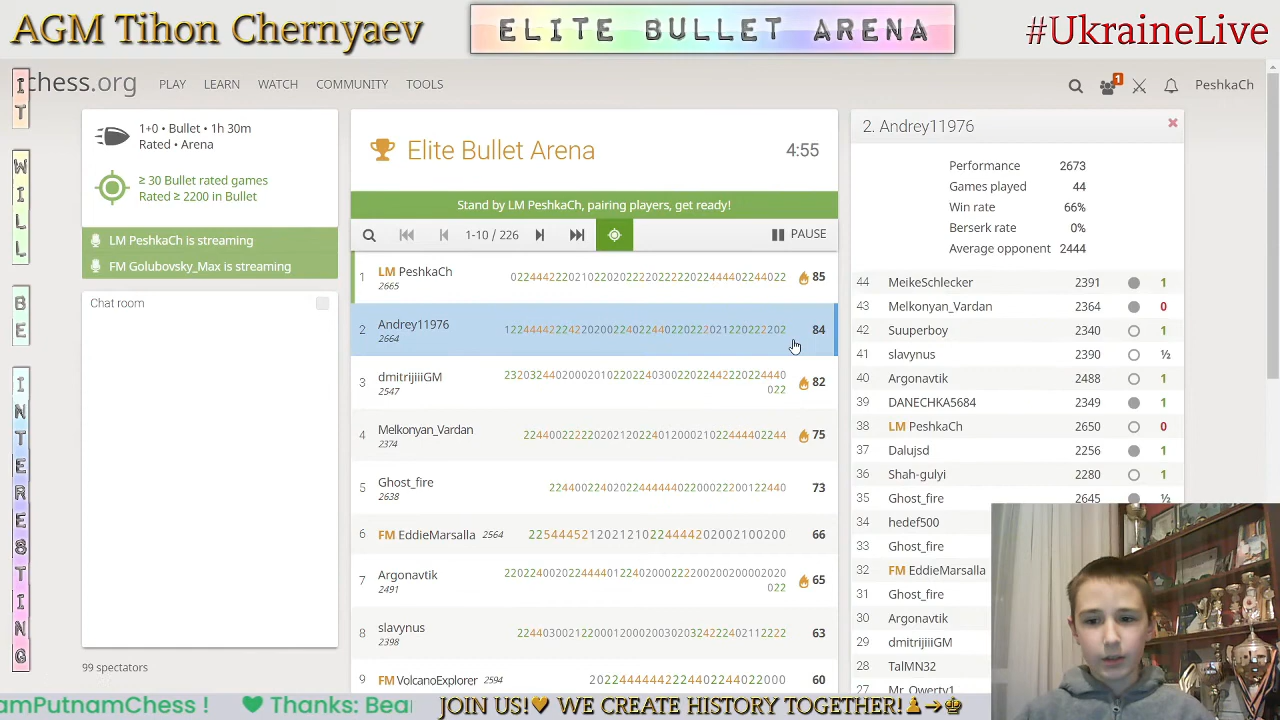 AGM Tihon Chernyaev
ELITE BULLET ARENA
#UkraineLive
IT WILL BE INTERESTING
chess.org
PLAY
LEARN
WATCH
COMMUNITY
TOOLS
1
PeshkaCh
1+0 • Bullet • 1h 30m
Rated • Arena
≥ 30 Bullet rated games
Rated ≥ 2200 in Bullet
LM PeshkaCh is streaming
FM Golubovsky_Max is streaming
Chat room
99 spectators
Elite Bullet Arena
4:55
Stand by LM PeshkaCh, pairing players, get ready!
1-10 / 226
PAUSE
1 LM PeshkaCh 85
2665
2 Andrey11976 84
2664
3 dmitrijiiiGM 82
2547
022
4 Melkonyan_Vardan 75
2374
5 Ghost_fire 73
2638
6 FM EddieMarsalla 2564 66
7 Argonavtik 65
2491
022
8 slavynus 63
2398
9 FM VolcanoExplorer 2594 60
2. Andrey11976
Performance 2673
Games played 44
Win rate 66%
Berserk rate 0%
Average opponent 2444
44 MeikeSchlecker 2391 1
43 Melkonyan_Vardan 2364 0
42 Suuperboy 2340 1
41 slavynus 2390 ½
40 Argonavtik 2488 1
39 DANECHKA5684 2349 1
38 LM PeshkaCh 2650 0
37 Dalujsd 2256 1
36 Shah-gulyi 2280 1
35 Ghost_fire 2645 ½
34 hedef500
33 Ghost_fire
32 FM EddieMarsalla
31 Ghost_fire
30 Argonavtik
29 dmitrijiiiGM
28 TalMN32
27 Mr_Qwerty1
amPutnamChess ! Thanks: Bea
JOIN US! WE CREATE HISTORY TOGETHER!